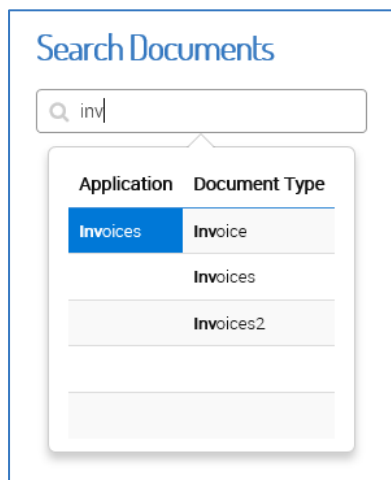 Search Documents
inv
Application Document Type
Invoices Invoice
Invoices
Invoices2